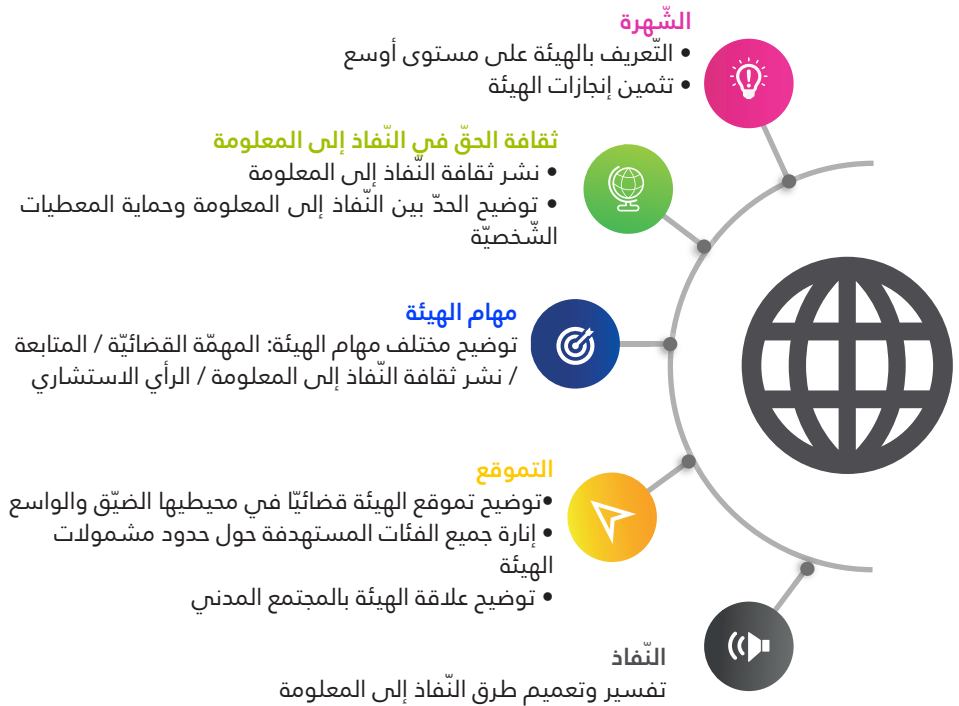 الشّهرة
• التّعريف بالهيئة على مستوى أوسع
• تثمين إنجازات الهيئة
ثقافة الحقّ في النّفاذ إلى المعلومة
• نشر ثقافة النّفاذ إلى المعلومة
• توضيح الحدّ بين النّفاذ إلى المعلومة وحماية المعطيات
الشّخصيّة
مهام الهيئة
توضيح مختلف مهام الهيئة: المهمّة القضائيّة / المتابعة
/ نشر ثقافة النّفاذ إلى المعلومة / الرأي الاستشاري
التموقع
•توضيح تموقع الهيئة قضائيّا في محيطيها الضيّق والواسع
• إنارة جميع الفئات المستهدفة حول حدود مشمولات
الهيئة
• توضيح علاقة الهيئة بالمجتمع المدني
النّفاذ
تفسير وتعميم طرق النّفاذ إلى المعلومة